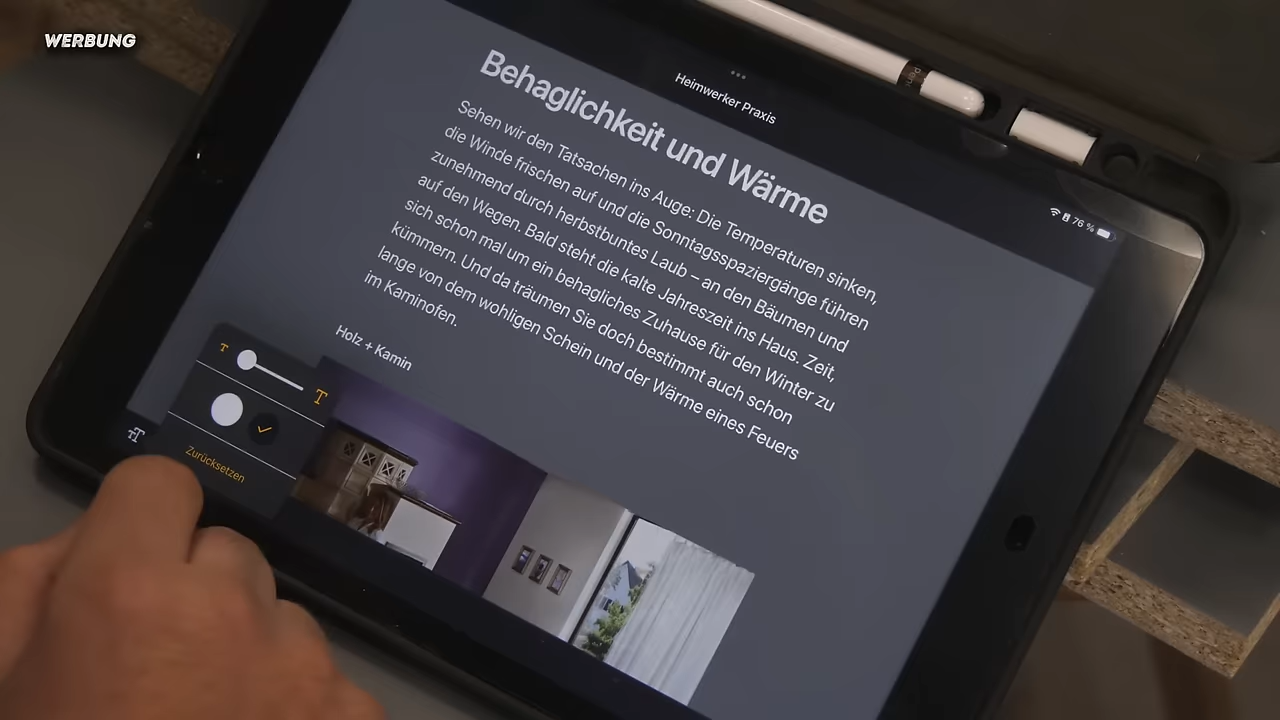 WERBUNG
Heimwerker Praxis
76 %
Behaglichkeit und Wärme
Sehen wir den Tatsachen ins Auge: Die Temperaturen sinken,
die Winde frischen auf und die Sonntagsspaziergänge führen
zunehmend durch herbstbuntes Laub – an den Bäumen und
auf den Wegen. Bald steht die kalte Jahreszeit ins Haus. Zeit,
sich schon mal um ein behagliches Zuhause für den Winter zu
kümmern. Und da träumen Sie doch bestimmt auch schon
lange von dem wohligen Schein und der Wärme eines Feuers
im Kaminofen.
Holz + Kamin
T T
Zurücksetzen
TT